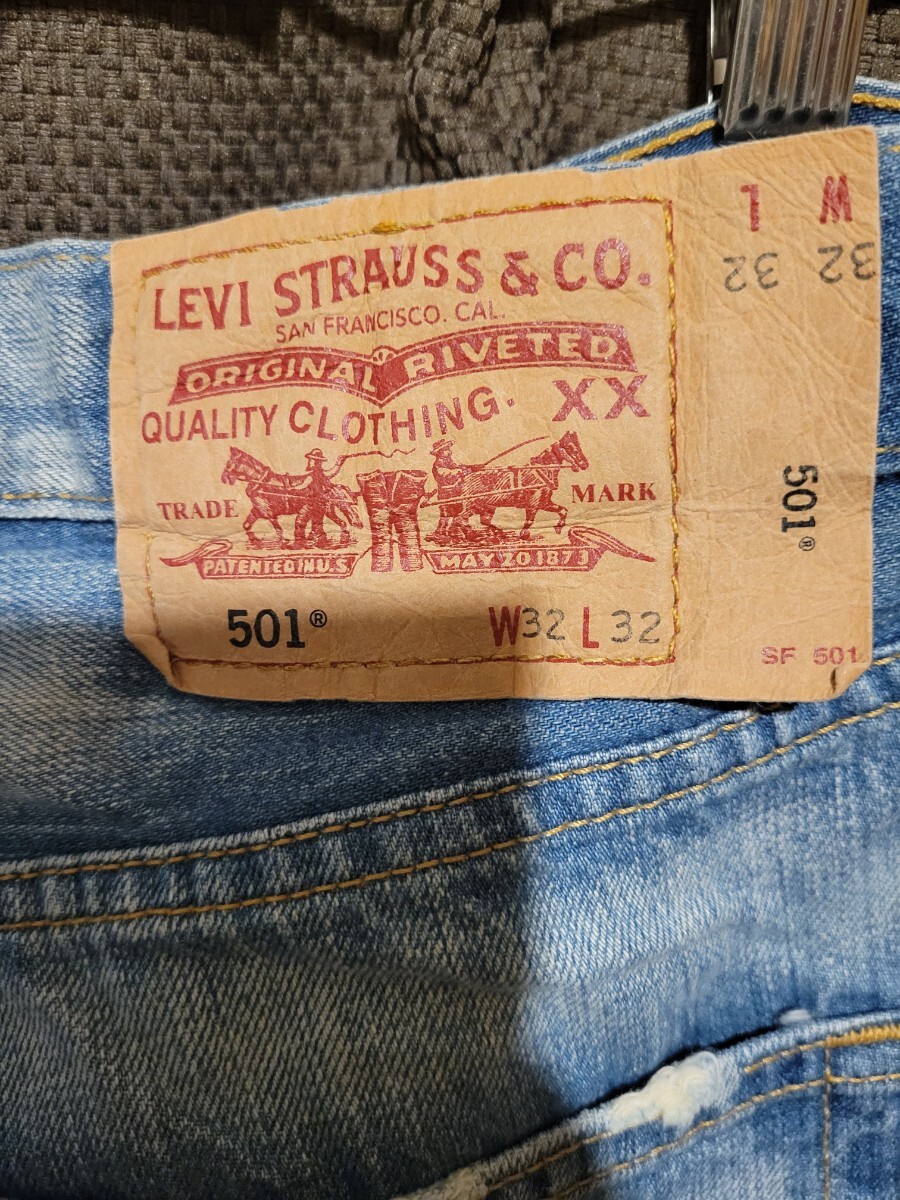 LEVI STRAUSS & CO.
SAN FRANCISCO. CAL.
ORIGINAL RIVETED
QUALITY CLOTHING. XX
TRADE MARK
PATENTED IN U.S. MAY 20 1873
501® W32 L32
L W
32 32
501®
SF 501